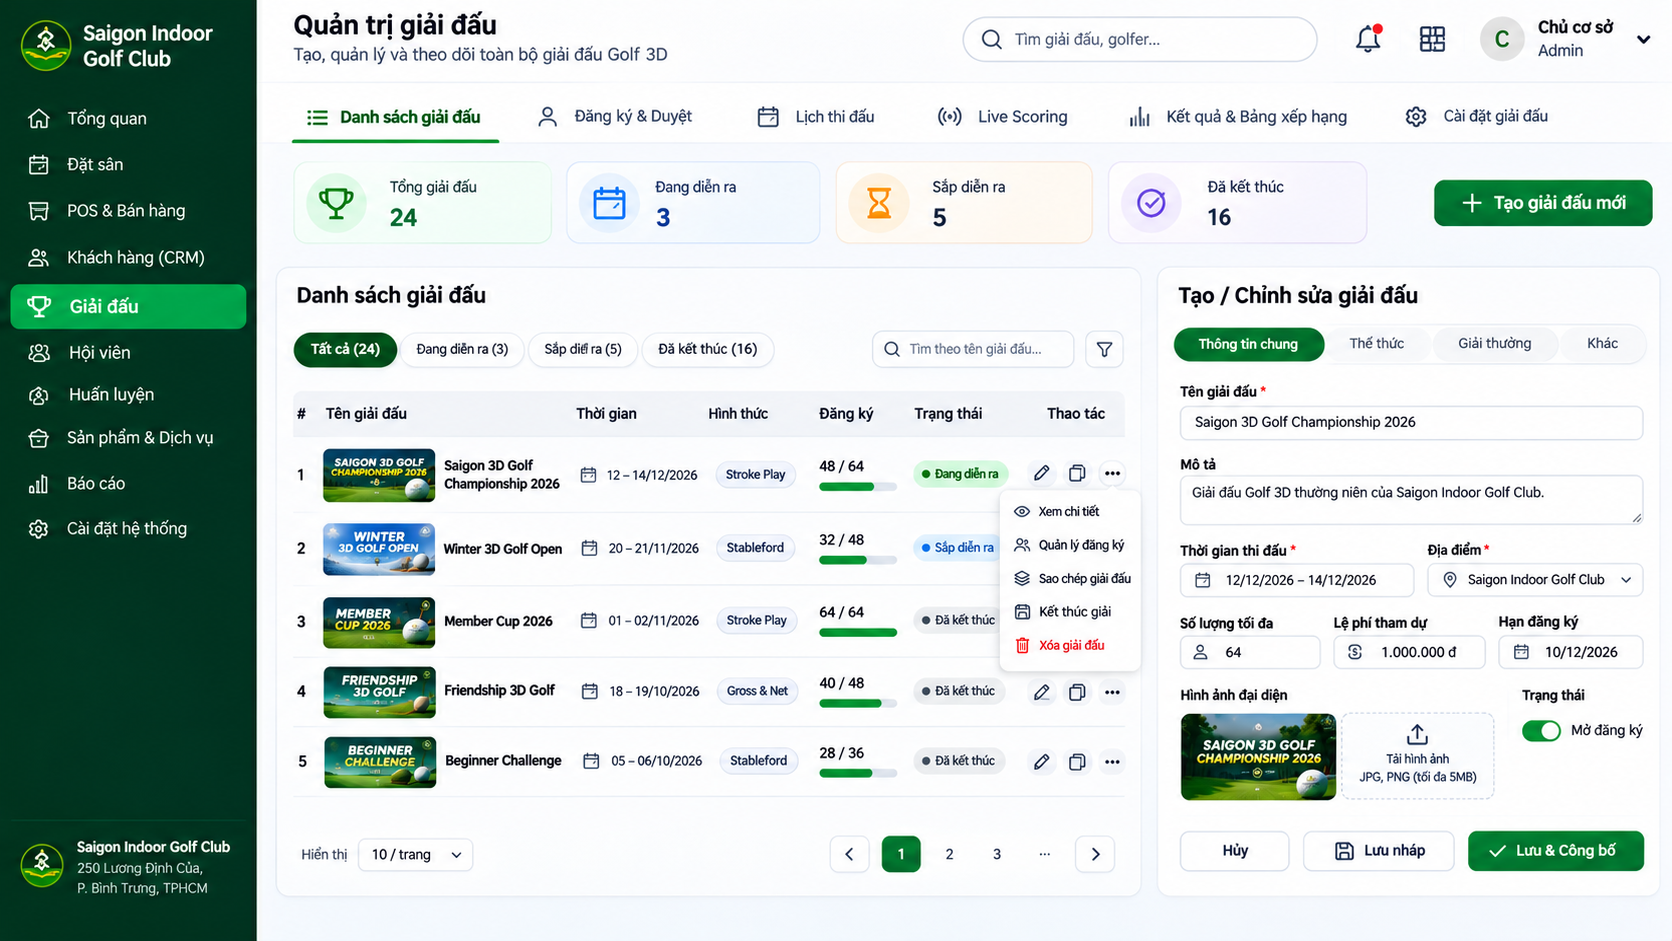 Saigon Indoor
Golf Club
Tổng quan
Đặt sân
POS & Bán hàng
Khách hàng (CRM)
Giải đấu
Hội viên
Huấn luyện
Sản phẩm & Dịch vụ
Báo cáo
Cài đặt hệ thống
Saigon Indoor Golf Club
250 Lương Định Của,
P. Bình Trưng, TPHCM
Quản trị giải đấu
Tạo, quản lý và theo dõi toàn bộ giải đấu Golf 3D
Tìm giải đấu, golfer...
C
Chủ cơ sở
Admin
Danh sách giải đấu
Đăng ký & Duyệt
Lịch thi đấu
Live Scoring
Kết quả & Bảng xếp hạng
Cài đặt giải đấu
Tổng giải đấu
24
Đang diễn ra
3
Sắp diễn ra
5
Đã kết thúc
16
Tạo giải đấu mới
Danh sách giải đấu
Tất cả (24)
Đang diễn ra (3)
Sắp diễn ra (5)
Đã kết thúc (16)
Tìm theo tên giải đấu...
# Tên giải đấu Thời gian Hình thức Đăng ký Trạng thái Thao tác
1
SAIGON 3D GOLF
CHAMPIONSHIP 2026
Saigon 3D Golf
Championship 2026
12 – 14/12/2026
Stroke Play
48 / 64
Đang diễn ra
2
WINTER
3D GOLF OPEN
Winter 3D Golf Open
20 – 21/11/2026
Stableford
32 / 48
Sắp diễn ra
3
MEMBER
CUP 2026
Member Cup 2026
01 – 02/11/2026
Stroke Play
64 / 64
Đã kết thúc
4
FRIENDSHIP
3D GOLF
Friendship 3D Golf
18 – 19/10/2026
Gross & Net
40 / 48
Đã kết thúc
5
BEGINNER
CHALLENGE
Beginner Challenge
05 – 06/10/2026
Stableford
28 / 36
Đã kết thúc
Xem chi tiết
Quản lý đăng ký
Sao chép giải đấu
Kết thúc giải
Xóa giải đấu
Hiển thị
10 / trang
1
2
3
...
Tạo / Chỉnh sửa giải đấu
Thông tin chung
Thể thức
Giải thưởng
Khác
Tên giải đấu *
Saigon 3D Golf Championship 2026
Mô tả
Giải đấu Golf 3D thường niên của Saigon Indoor Golf Club.
Thời gian thi đấu *
12/12/2026 – 14/12/2026
Địa điểm *
Saigon Indoor Golf Club
Số lượng tối đa
64
Lệ phí tham dự
1.000.000 đ
Hạn đăng ký
10/12/2026
Hình ảnh đại diện
SAIGON 3D GOLF
CHAMPIONSHIP 2026
Tải hình ảnh
JPG, PNG (tối đa 5MB)
Trạng thái
Mở đăng ký
Hủy
Lưu nháp
Lưu & Công bố